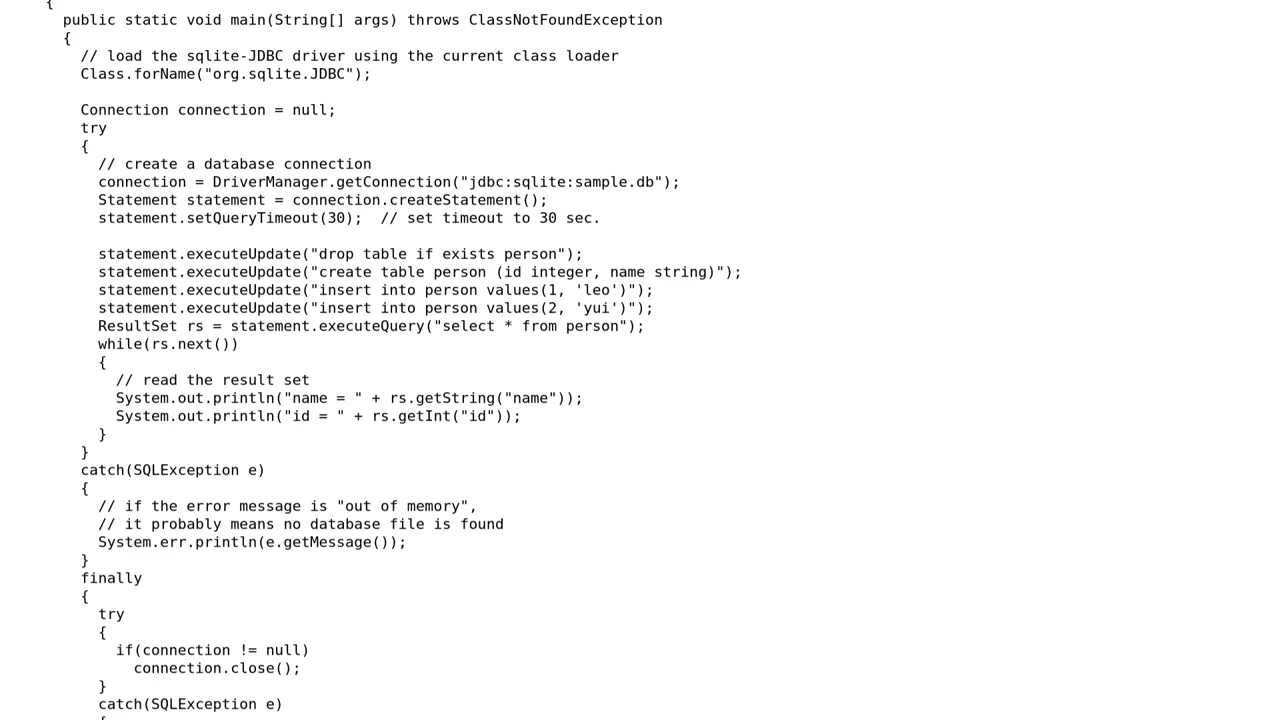 {
  public static void main(String[] args) throws ClassNotFoundException
  {
    // load the sqlite-JDBC driver using the current class loader
    Class.forName("org.sqlite.JDBC");

    Connection connection = null;
    try
    {
      // create a database connection
      connection = DriverManager.getConnection("jdbc:sqlite:sample.db");
      Statement statement = connection.createStatement();
      statement.setQueryTimeout(30);  // set timeout to 30 sec.

      statement.executeUpdate("drop table if exists person");
      statement.executeUpdate("create table person (id integer, name string)");
      statement.executeUpdate("insert into person values(1, 'leo')");
      statement.executeUpdate("insert into person values(2, 'yui')");
      ResultSet rs = statement.executeQuery("select * from person");
      while(rs.next())
      {
        // read the result set
        System.out.println("name = " + rs.getString("name"));
        System.out.println("id = " + rs.getInt("id"));
      }
    }
    catch(SQLException e)
    {
      // if the error message is "out of memory",
      // it probably means no database file is found
      System.err.println(e.getMessage());
    }
    finally
    {
      try
      {
        if(connection != null)
          connection.close();
      }
      catch(SQLException e)
      {